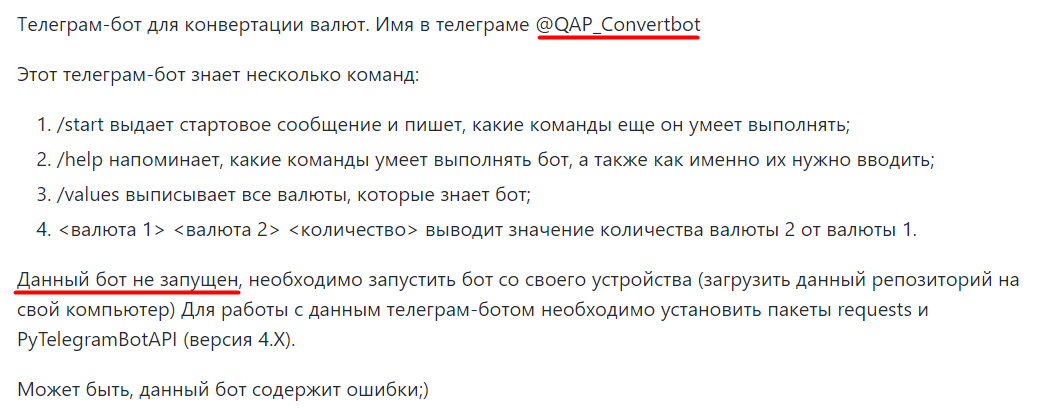 Телеграм-бот для конвертации валют. Имя в телеграме @QAP_Convertbot
Этот телеграм-бот знает несколько команд:
1. /start выдает стартовое сообщение и пишет, какие команды еще он умеет выполнять;
2. /help напоминает, какие команды умеет выполнять бот, а также как именно их нужно вводить;
3. /values выписывает все валюты, которые знает бот;
4. <валюта 1> <валюта 2> <количество> выводит значение количества валюты 2 от валюты 1.
Данный бот не запущен, необходимо запустить бот со своего устройства (загрузить данный репозиторий на
свой компьютер) Для работы с данным телеграм-ботом необходимо установить пакеты requests и
PyTelegramBotAPI (версия 4.X).
Может быть, данный бот содержит ошибки;)